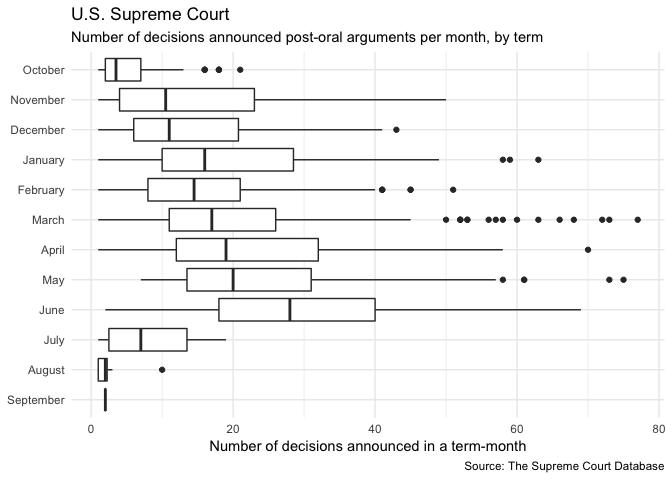 U.S. Supreme Court
Number of decisions announced post-oral arguments per month, by term
October
November
December
January
February
March
April
May
June
July
August
September
0
20
40
60
80
Number of decisions announced in a term-month
Source: The Supreme Court Database